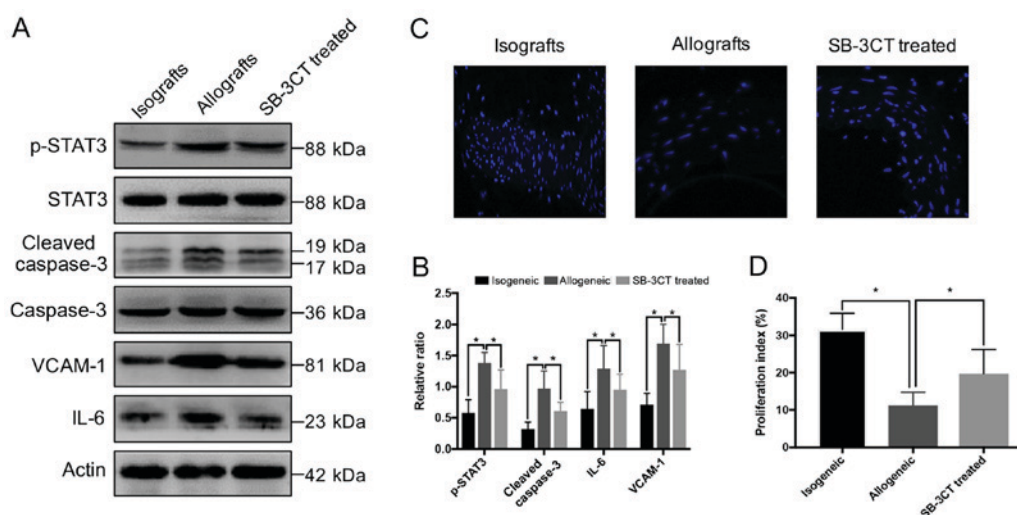 A
Isografts
Allografts
SB-3CT treated
p-STAT3
88 kDa
STAT3
88 kDa
Cleaved
caspase-3
19 kDa
17 kDa
Caspase-3
36 kDa
VCAM-1
81 kDa
IL-6
23 kDa
Actin
42 kDa
C
Isografts
Allografts
SB-3CT treated
B
Isogeneic
Allogeneic
SB-3CT treated
Relative ratio
2.5
2.0
1.5
1.0
0.5
0.0
* * * * * * * *
p-STAT3
Cleaved
caspase-3
IL-6
VCAM-1
D
Proliferation index (%)
40
30
20
10
0
* *
Isogeneic
Allogeneic
SB-3CT treated